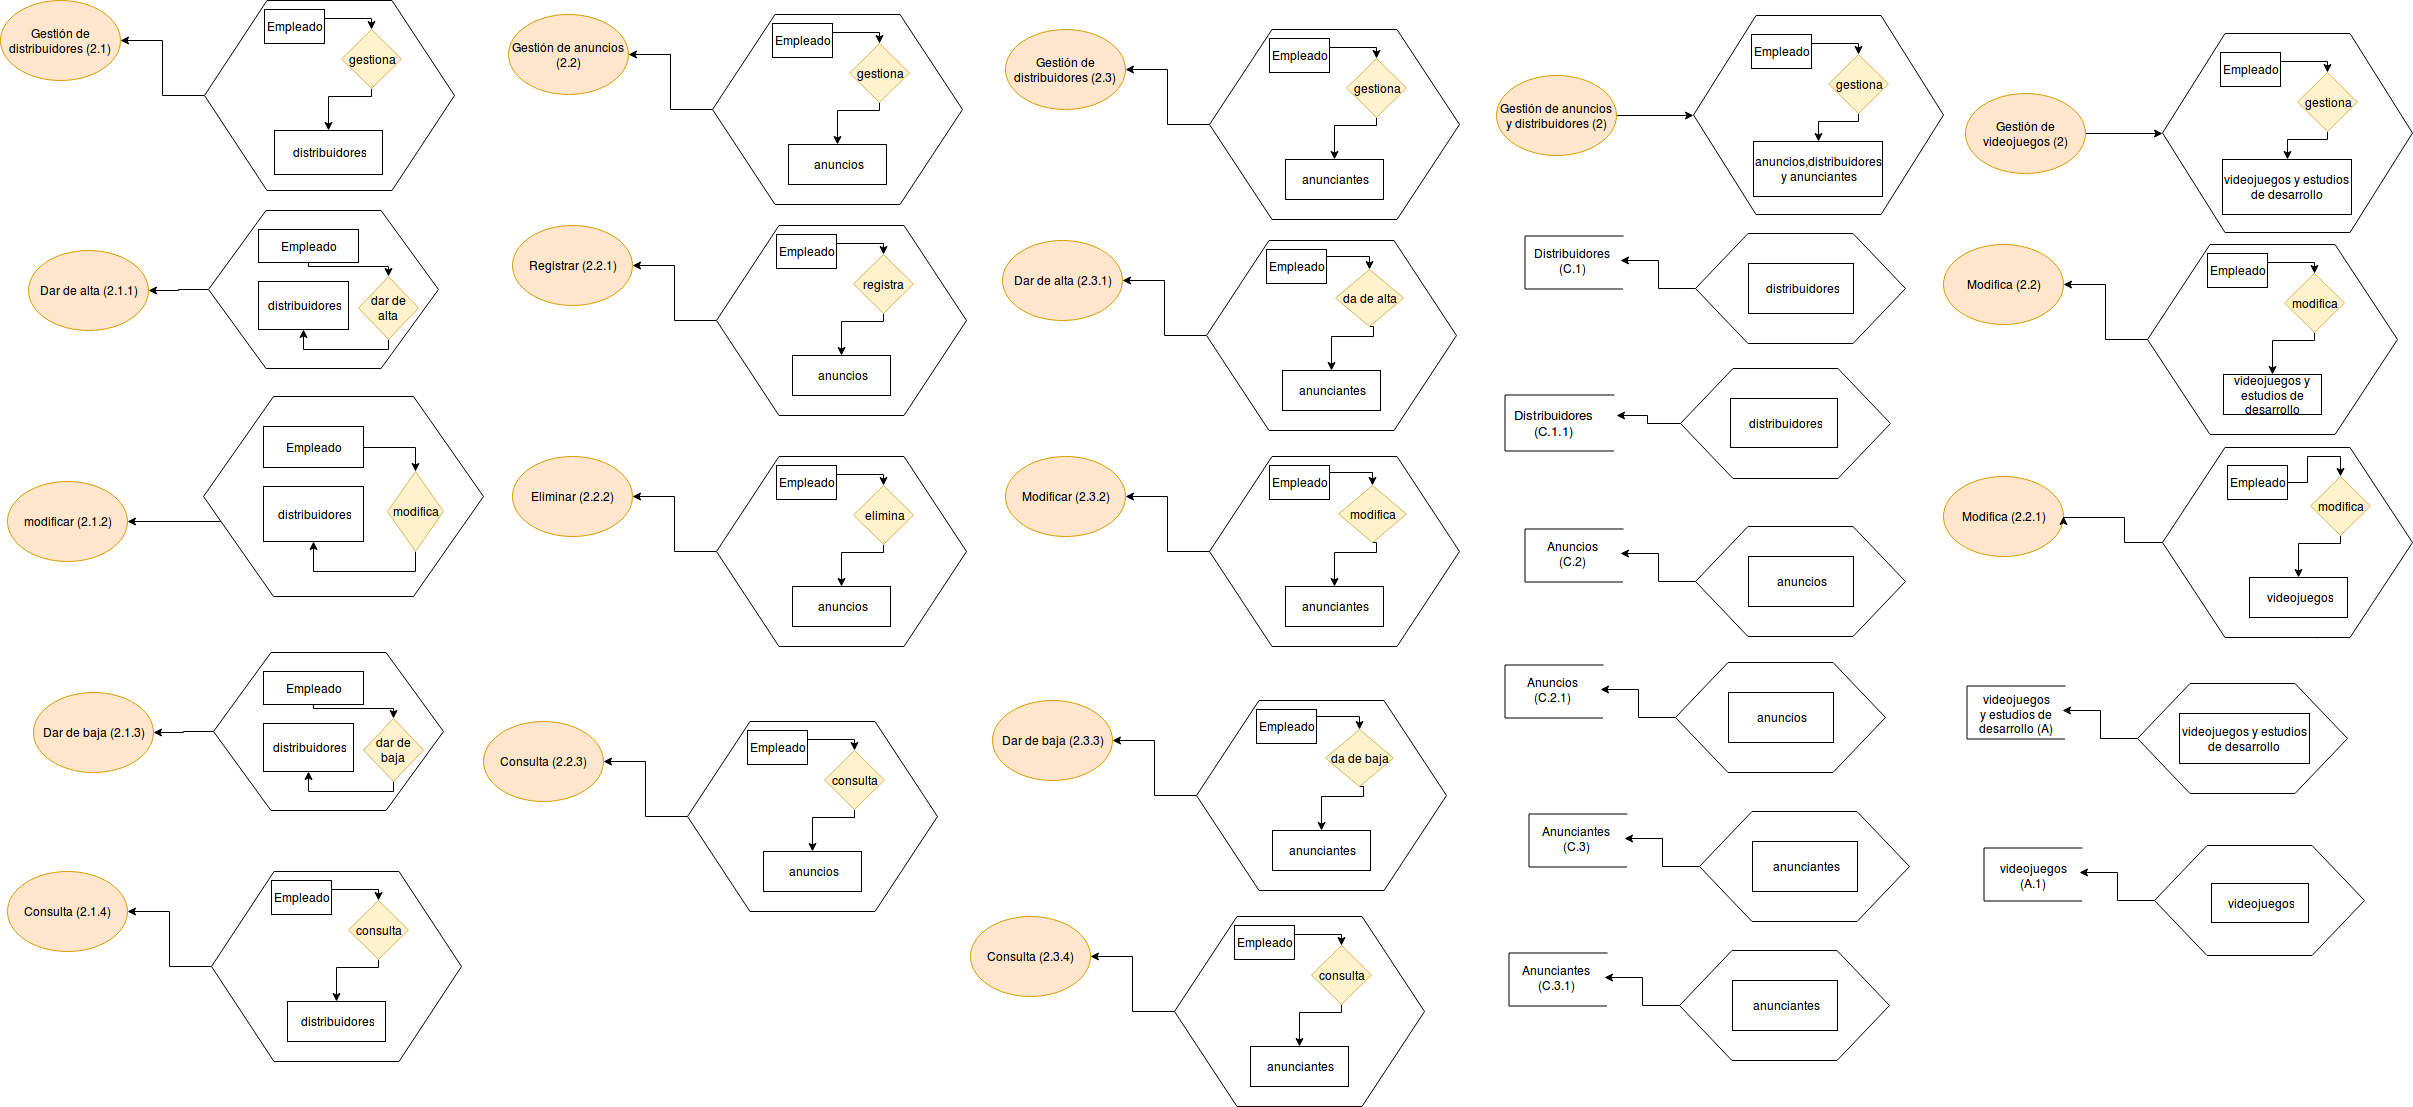 Gestión de
distribuidores (2.1)
Empleado
gestiona
distribuidores
Dar de alta (2.1.1)
Empleado
distribuidores
dar de
alta
modificar (2.1.2)
Empleado
distribuidores
modifica
Dar de baja (2.1.3)
Empleado
distribuidores
dar de
baja
Consulta (2.1.4)
Empleado
consulta
distribuidores
Gestión de anuncios
(2.2)
Empleado
gestiona
anuncios
Registrar (2.2.1)
Empleado
registra
anuncios
Eliminar (2.2.2)
Empleado
elimina
anuncios
Consulta (2.2.3)
Empleado
consulta
anuncios
Gestión de
distribuidores (2.3)
Empleado
gestiona
anunciantes
Dar de alta (2.3.1)
Empleado
da de alta
anunciantes
Modificar (2.3.2)
Empleado
modifica
anunciantes
Dar de baja (2.3.3)
Empleado
da de baja
anunciantes
Consulta (2.3.4)
Empleado
consulta
anunciantes
Gestión de anuncios
y distribuidores (2)
Empleado
gestiona
anuncios,distribuidores
y anunciantes
Distribuidores
(C.1)
distribuidores
Distribuidores
(C.1.1)
distribuidores
Anuncios
(C.2)
anuncios
Anuncios
(C.2.1)
anuncios
Anunciantes
(C.3)
anunciantes
Anunciantes
(C.3.1)
anunciantes
Gestión de
videojuegos (2)
Empleado
gestiona
videojuegos y estudios
de desarrollo
Modifica (2.2)
Empleado
modifica
videojuegos y
estudios de
desarrollo
Modifica (2.2.1)
Empleado
modifica
videojuegos
videojuegos
y estudios de
desarrollo (A)
videojuegos y estudios
de desarrollo
videojuegos
(A.1)
videojuegos